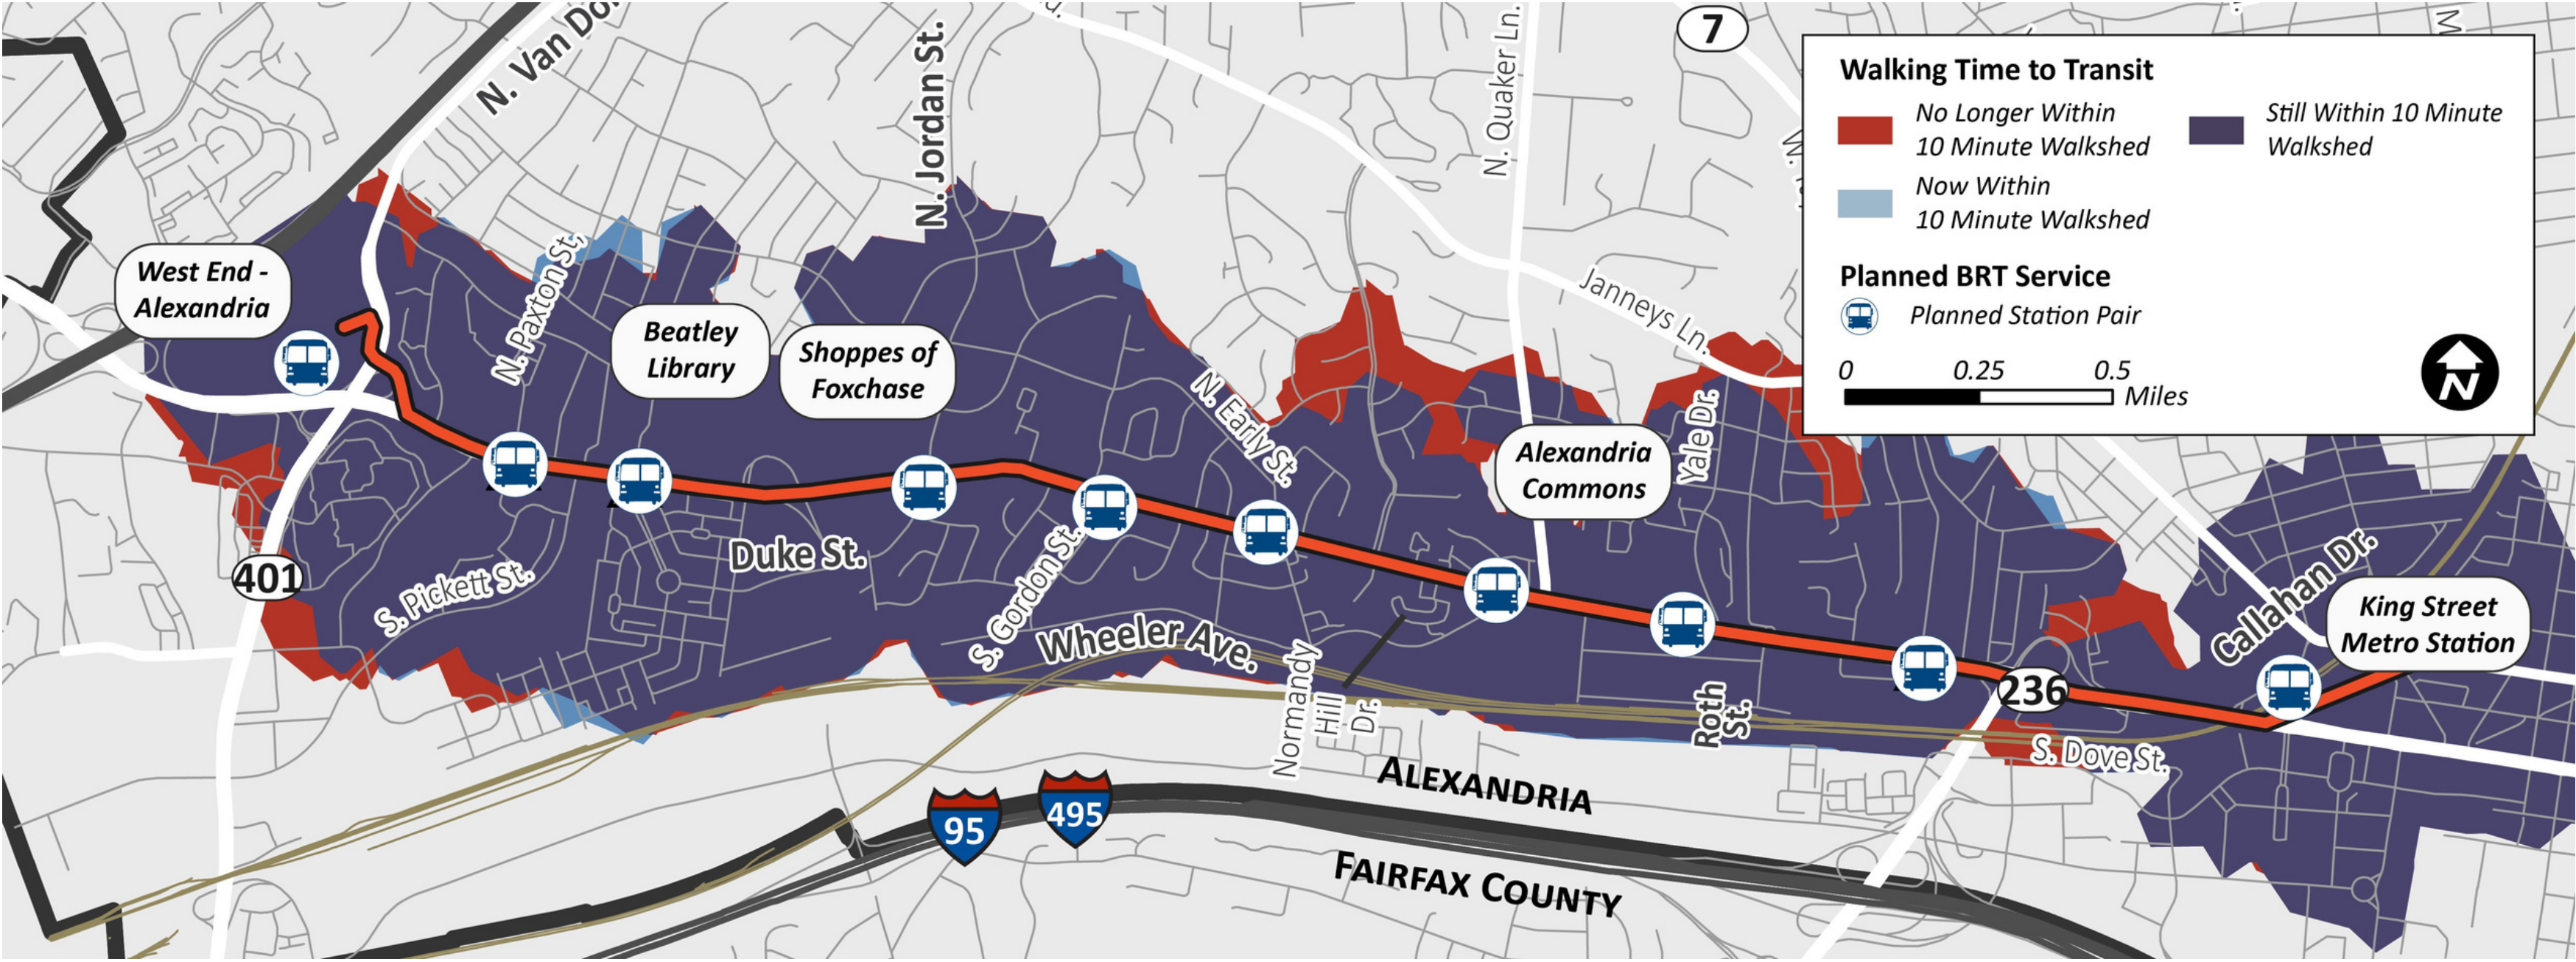 N. Van Do
N. Jordan St.
N. Quaker Ln.
7
Walking Time to Transit
No Longer Within
10 Minute Walkshed
Still Within 10 Minute
Walkshed
Now Within
10 Minute Walkshed
Planned BRT Service
Planned Station Pair
0 0.25 0.5
Miles
N
West End -
Alexandria
N. Paxton St,
Beatley
Library
Shoppes of
Foxchase
N. Early St.
Janneys Ln.
Yale Dr.
Alexandria
Commons
401
S. Pickett St.
Duke St.
S. Gordon St.
Wheeler Ave.
Normandy
Hill
Dr.
Roth
St.
236
S. Dove St.
Callahan Dr.
King Street
Metro Station
95
495
ALEXANDRIA
FAIRFAX COUNTY